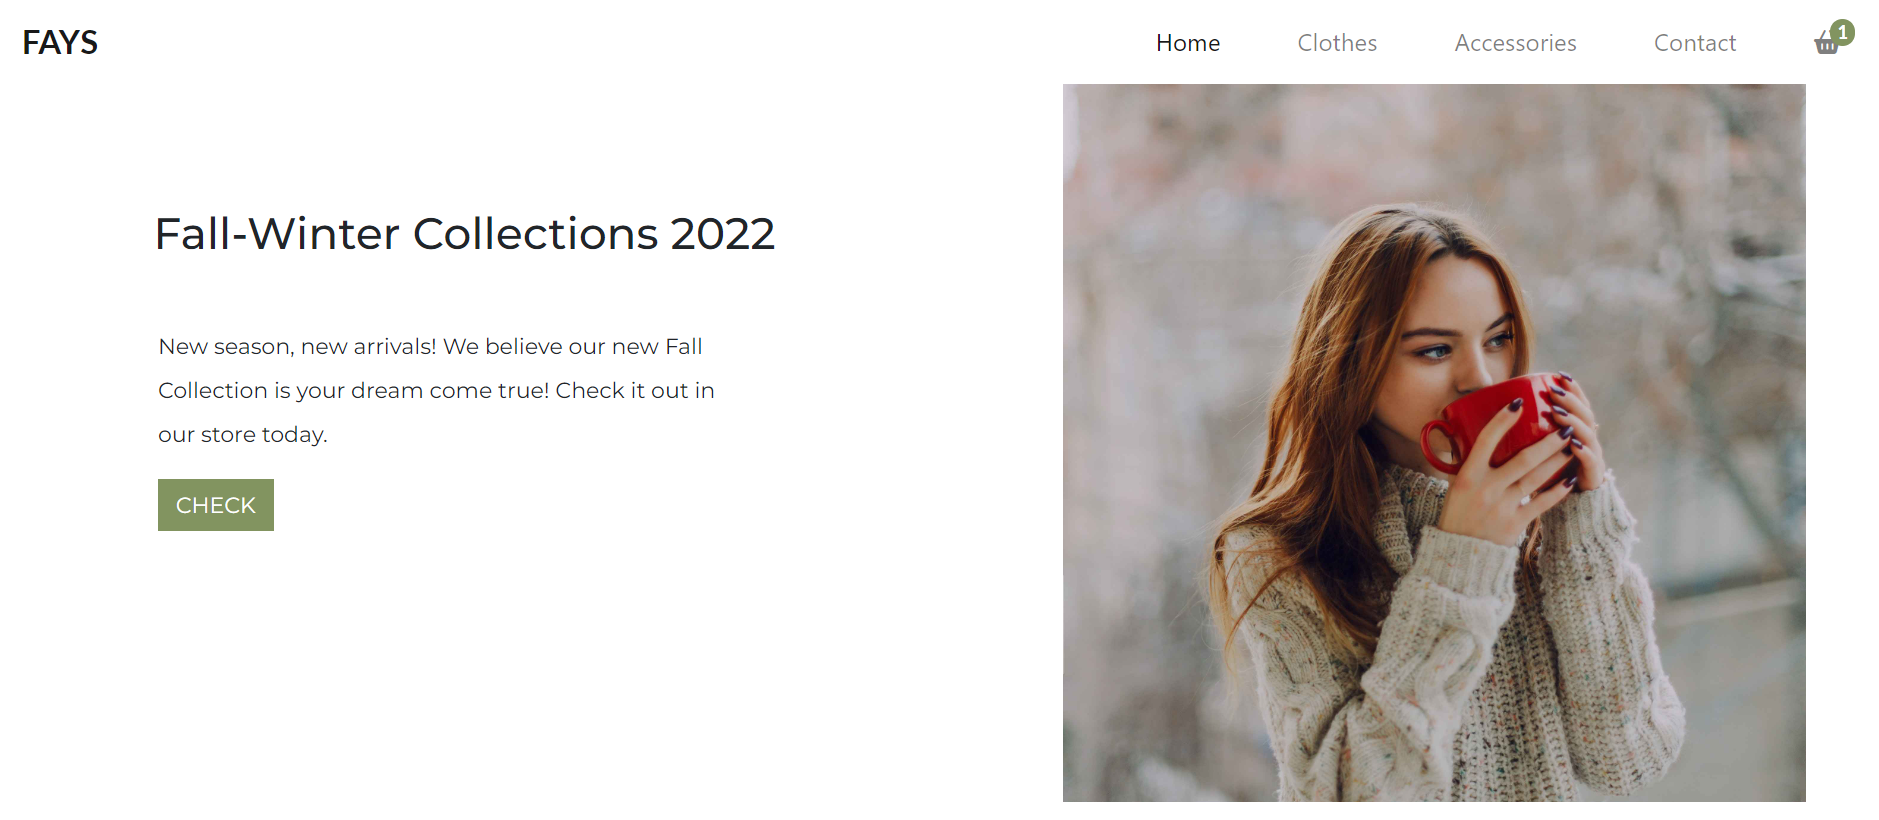 FAYS
Home Clothes Accessories Contact 1
Fall-Winter Collections 2022
New season, new arrivals! We believe our new Fall
Collection is your dream come true! Check it out in
our store today.
CHECK